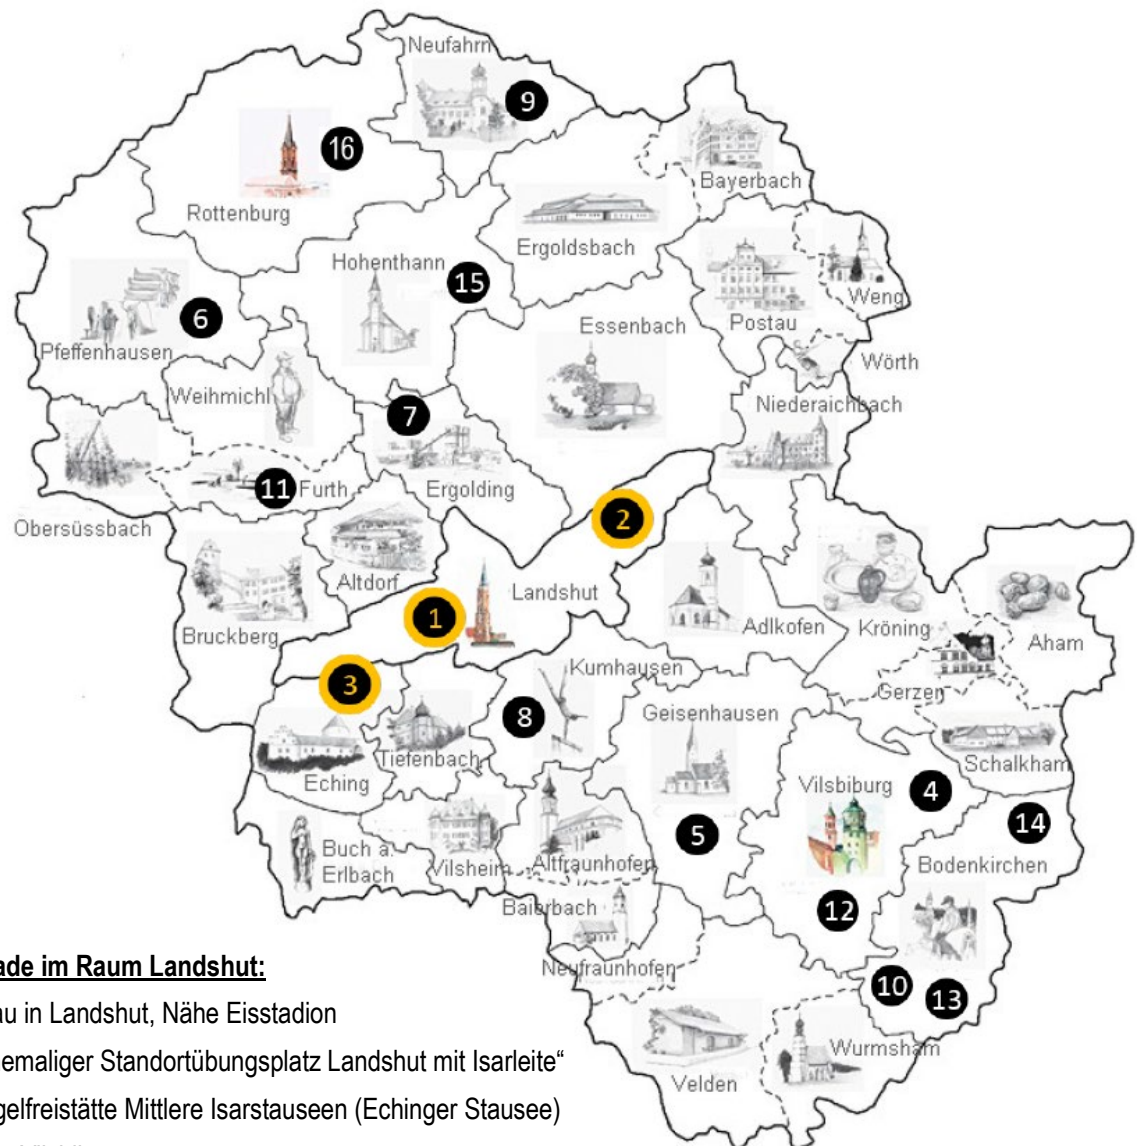 Neufahrn
9
16
Bayerbach
Rottenburg
Ergoldsbach
Hohenthann
15
Weng
6
Essenbach
Postau
Pfeffenhausen
Wörth
Weihmichl
Niederaichbach
7
11 Furth
Ergolding
2
Obersüssbach
Altdorf
Landshut
1
Bruckberg
Adlkofen
Kröning
Aham
Kumhausen
3
Gerzen
8
Geisenhausen
Tiefenbach
Schalkham
Eching
Vilsbiburg
4
14
5
Buch a.
Erlbach
Vilsheim
Altfraunhofen
Bodenkirchen
Baierbach
12
Neufraunhofen
10
13
Wurmsham
Velden
ade im Raum Landshut:
au in Landshut, Nähe Eisstadion
emaliger Standortübungsplatz Landshut mit Isarleite“
gelfreistätte Mittlere Isarstauseen (Echinger Stausee)